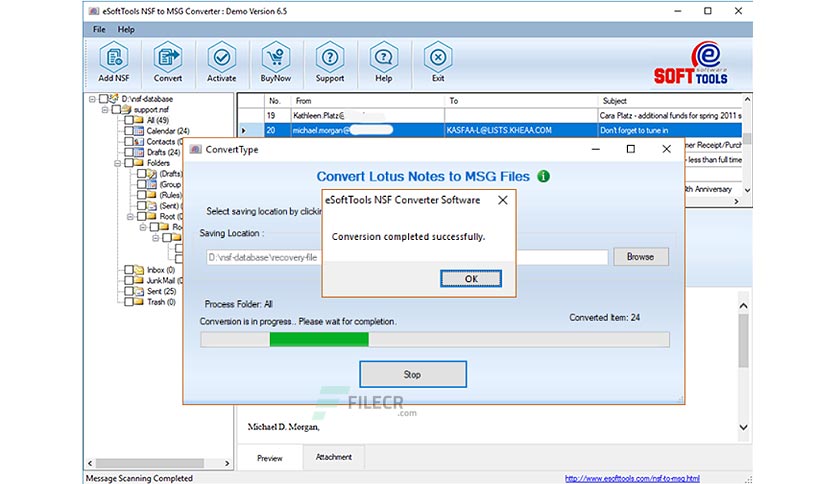 eSoftTools NSF to MSG Converter : Demo Version 6.5
File Help
Add NSF Convert Activate BuyNow Support Help Exit
software
SOFT TOOLS
D:\nsf-database
support.nsf
All (49)
Calendar (24)
Contacts (
Drafts (24)
Folders
(Drafts)
(Group
(Rules)
(Sent) (
Root (0)
Ro
Inbox (0)
JunkMail (0)
Sent (25)
Trash (0)
No. From To Subject
19 Kathleen.Platz@ Cara Platz - additional funds for spring 2011 s
20 michael.morgan@ KASFAA-L@LISTS.KHEAA.COM Don't forget to tune in
mer Receipt/Purch
less than full time
th Anniversary
ConvertType
Convert Lotus Notes to MSG Files
Select saving location by clickin
Saving Location :
D:\nsf-database\recovery-file
Browse
eSoftTools NSF Converter Software
Conversion completed successfully.
OK
Process Folder: All
Conversion is in progress.. Please wait for completion.
Converted Item: 24
Stop
FILECR
.com
Michael D. Morgan,
Preview Attachment
Message Scanning Completed
http://www.esofttools.com/nsf-to-msg.html